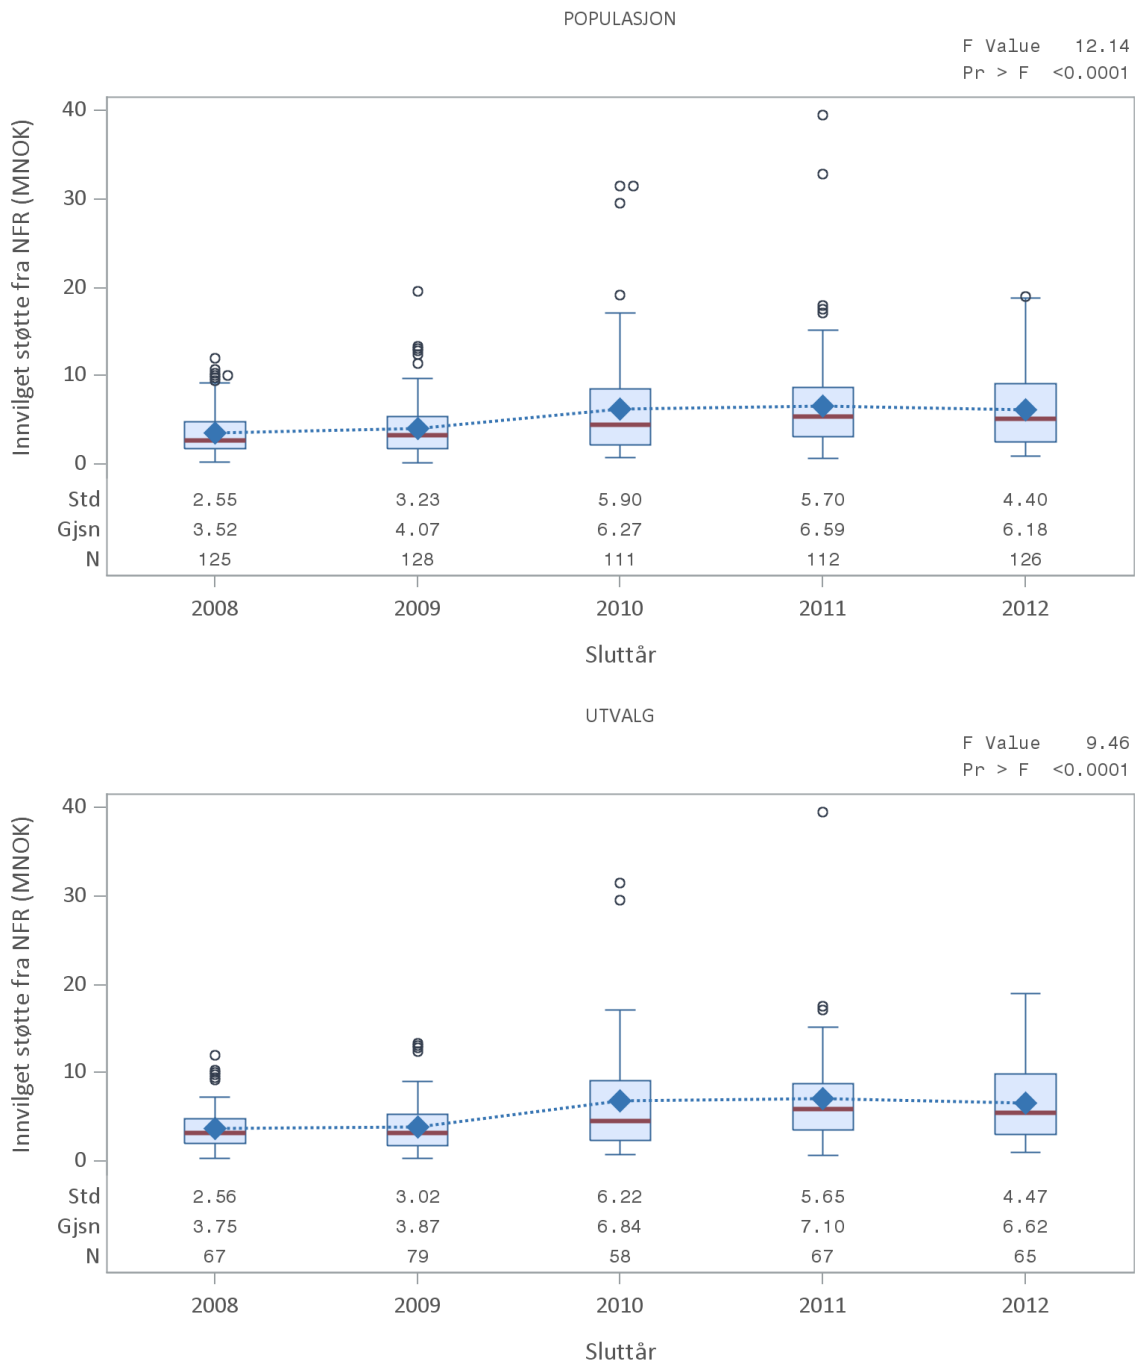 POPULASJON
F Value 12.14
Pr > F <0.0001
Innvilget støtte fra NFR (MNOK)
40
30
20
10
0
Std 2.55 3.23 5.90 5.70 4.40
Gjsn 3.52 4.07 6.27 6.59 6.18
N 125 128 111 112 126
2008 2009 2010 2011 2012
Sluttår
UTVALG
F Value 9.46
Pr > F <0.0001
Innvilget støtte fra NFR (MNOK)
40
30
20
10
0
Std 2.56 3.02 6.22 5.65 4.47
Gjsn 3.75 3.87 6.84 7.10 6.62
N 67 79 58 67 65
2008 2009 2010 2011 2012
Sluttår